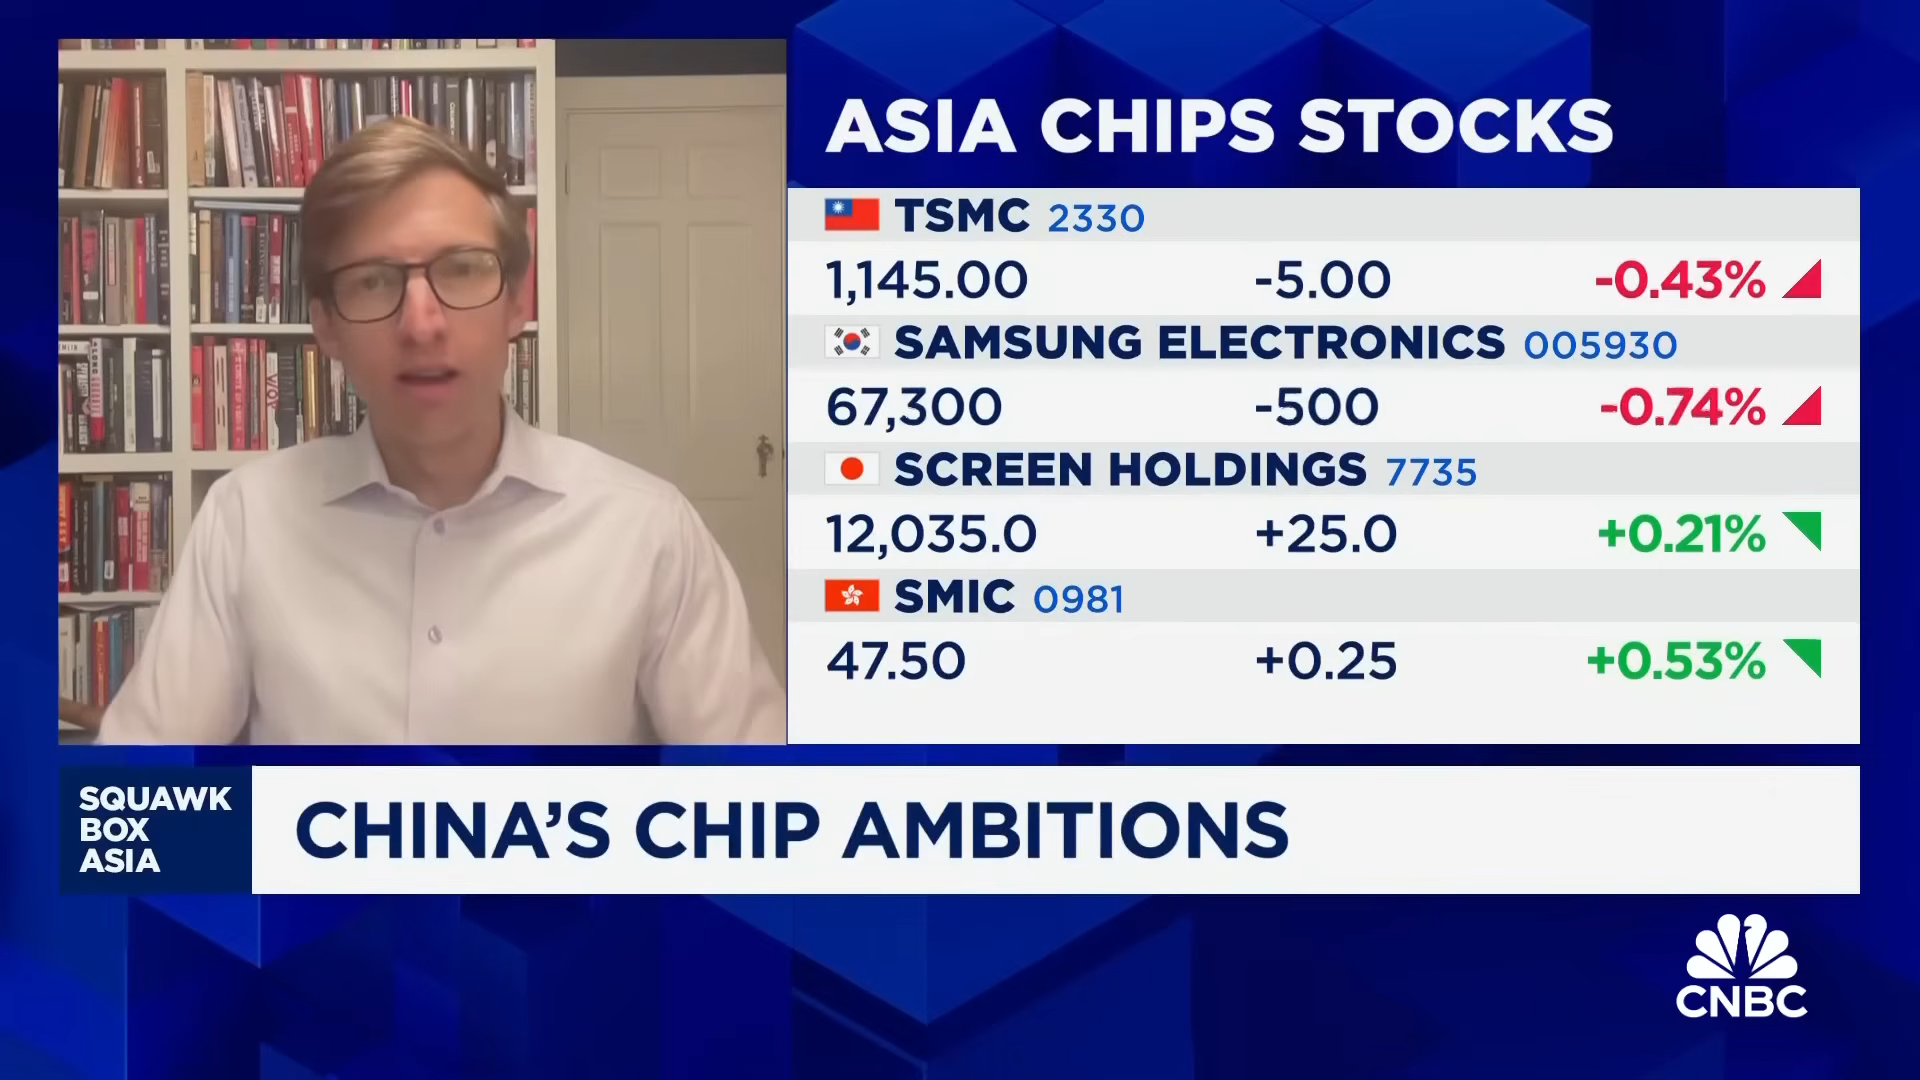 ASIA CHIPS STOCKS
TSMC 2330
1,145.00 -5.00 -0.43%
SAMSUNG ELECTRONICS 005930
67,300 -500 -0.74%
SCREEN HOLDINGS 7735
12,035.0 +25.0 +0.21%
SMIC 0981
47.50 +0.25 +0.53%
SQUAWK
BOX
ASIA
CHINA'S CHIP AMBITIONS
CNBC